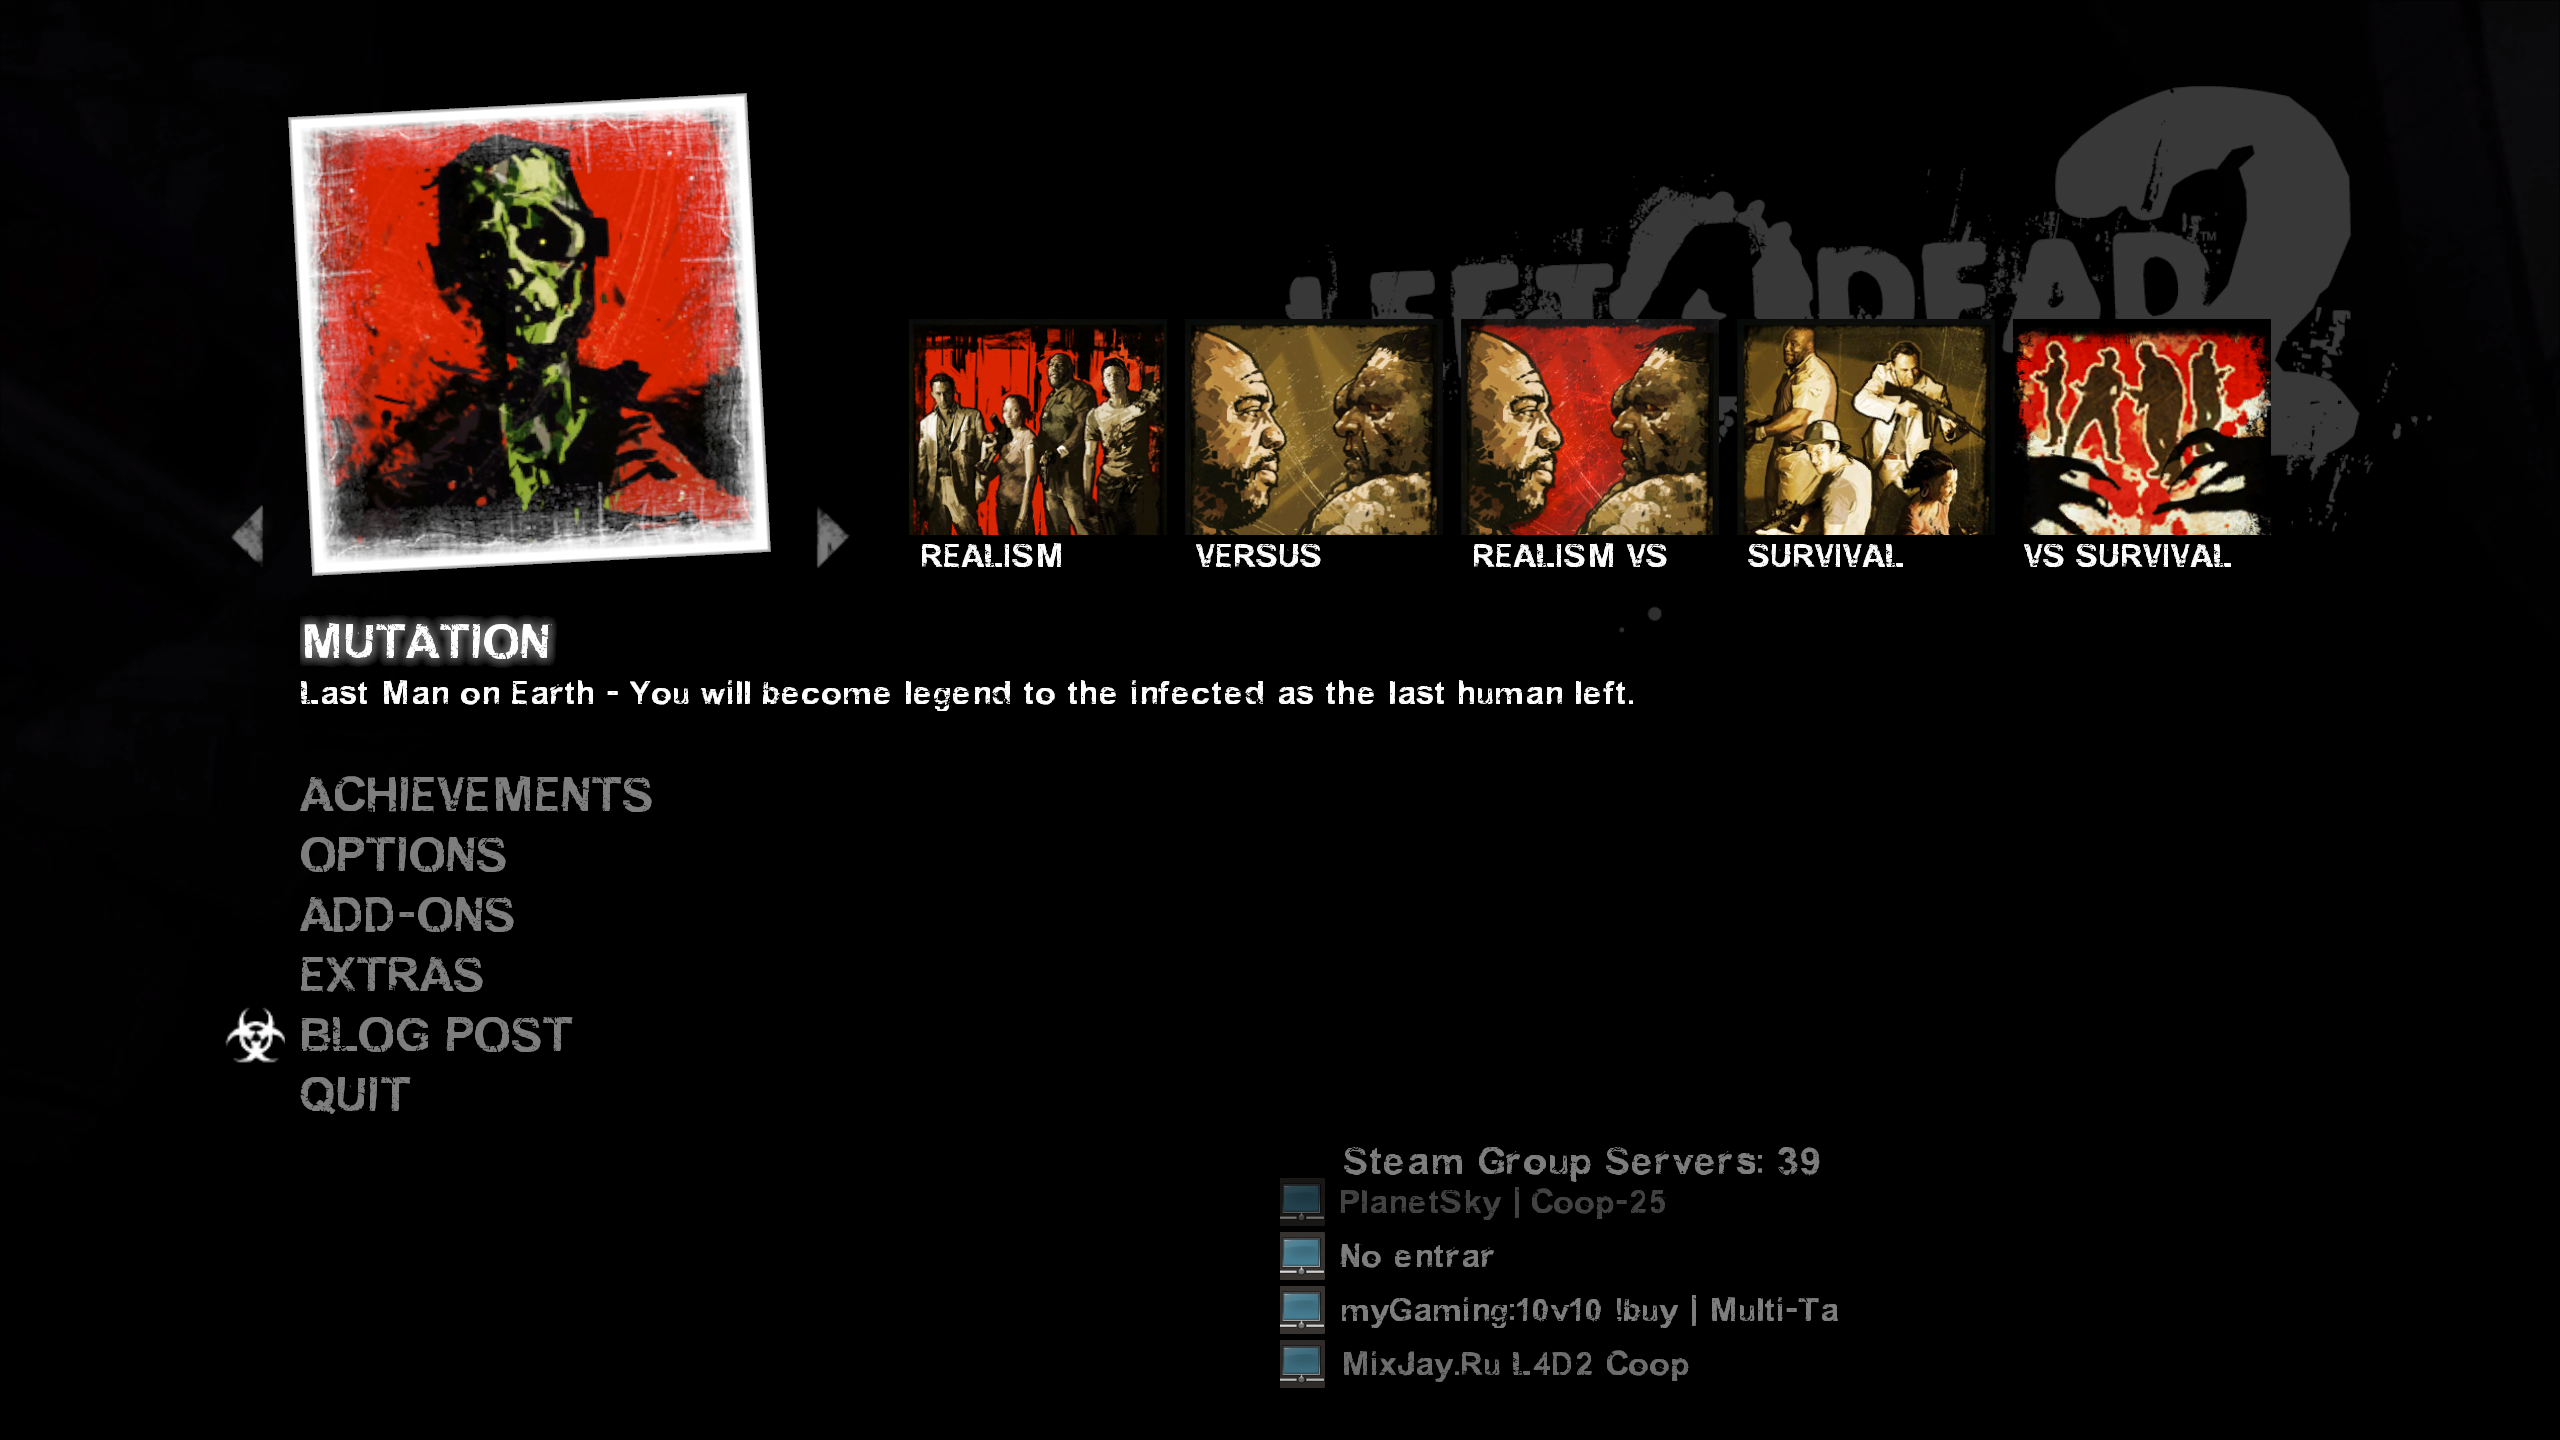 LEFT 4 DEAD 2
™
REALISM
VERSUS
REALISM VS
SURVIVAL
VS SURVIVAL
MUTATION
Last Man on Earth - You will become legend to the infected as the last human left.
ACHIEVEMENTS
OPTIONS
ADD-ONS
EXTRAS
BLOG POST
QUIT
Steam Group Servers: 39
PlanetSky | Coop-25
No entrar
myGaming:10v10 !buy | Multi-Ta
MixJay.Ru L4D2 Coop